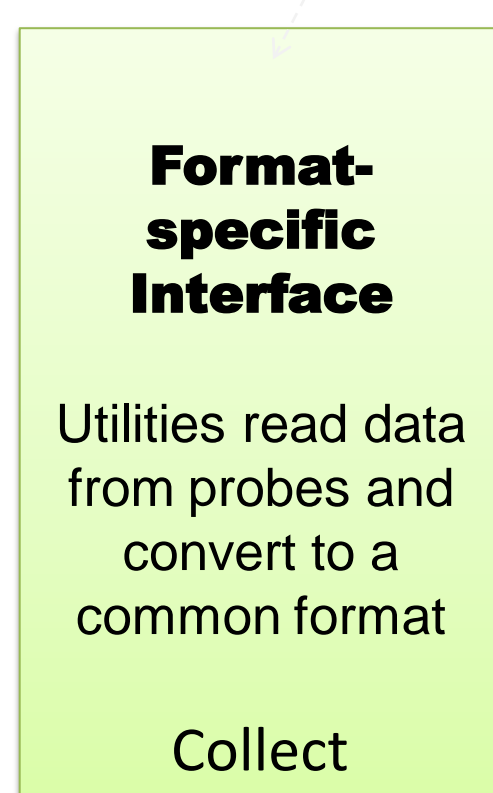 Format-
specific
Interface
Utilities read data
from probes and
convert to a
common format
Collect